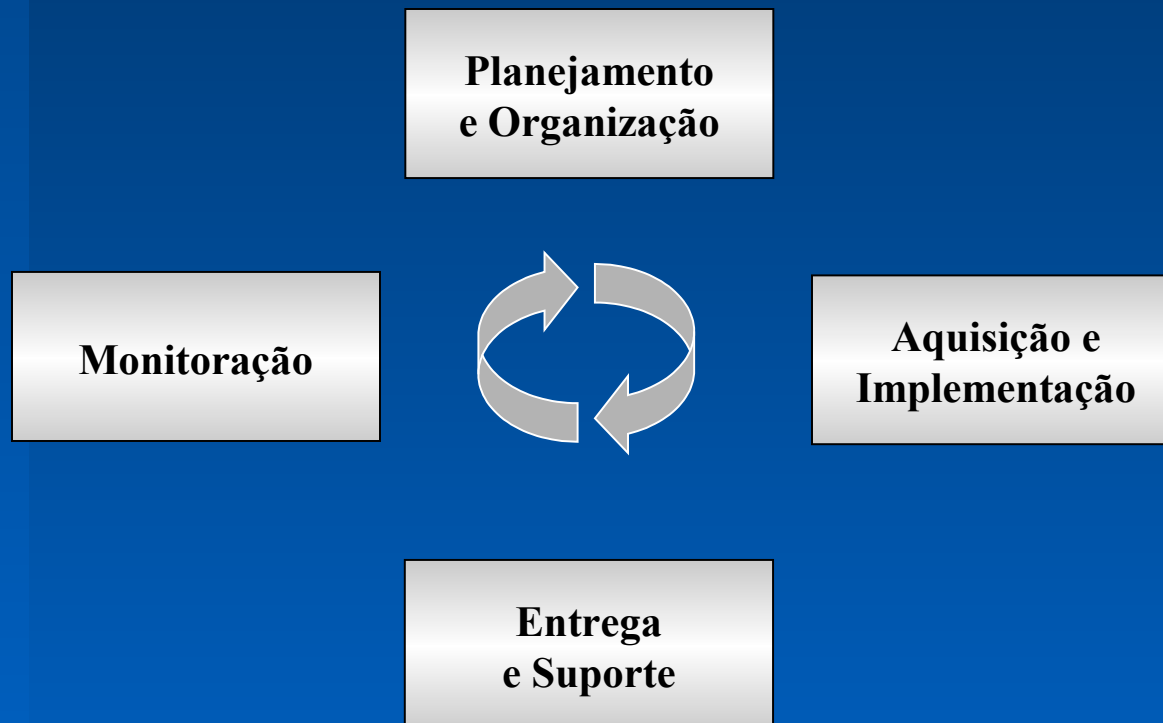 Planejamento
e Organização
Monitoração
Aquisição e
Implementação
Entrega
e Suporte